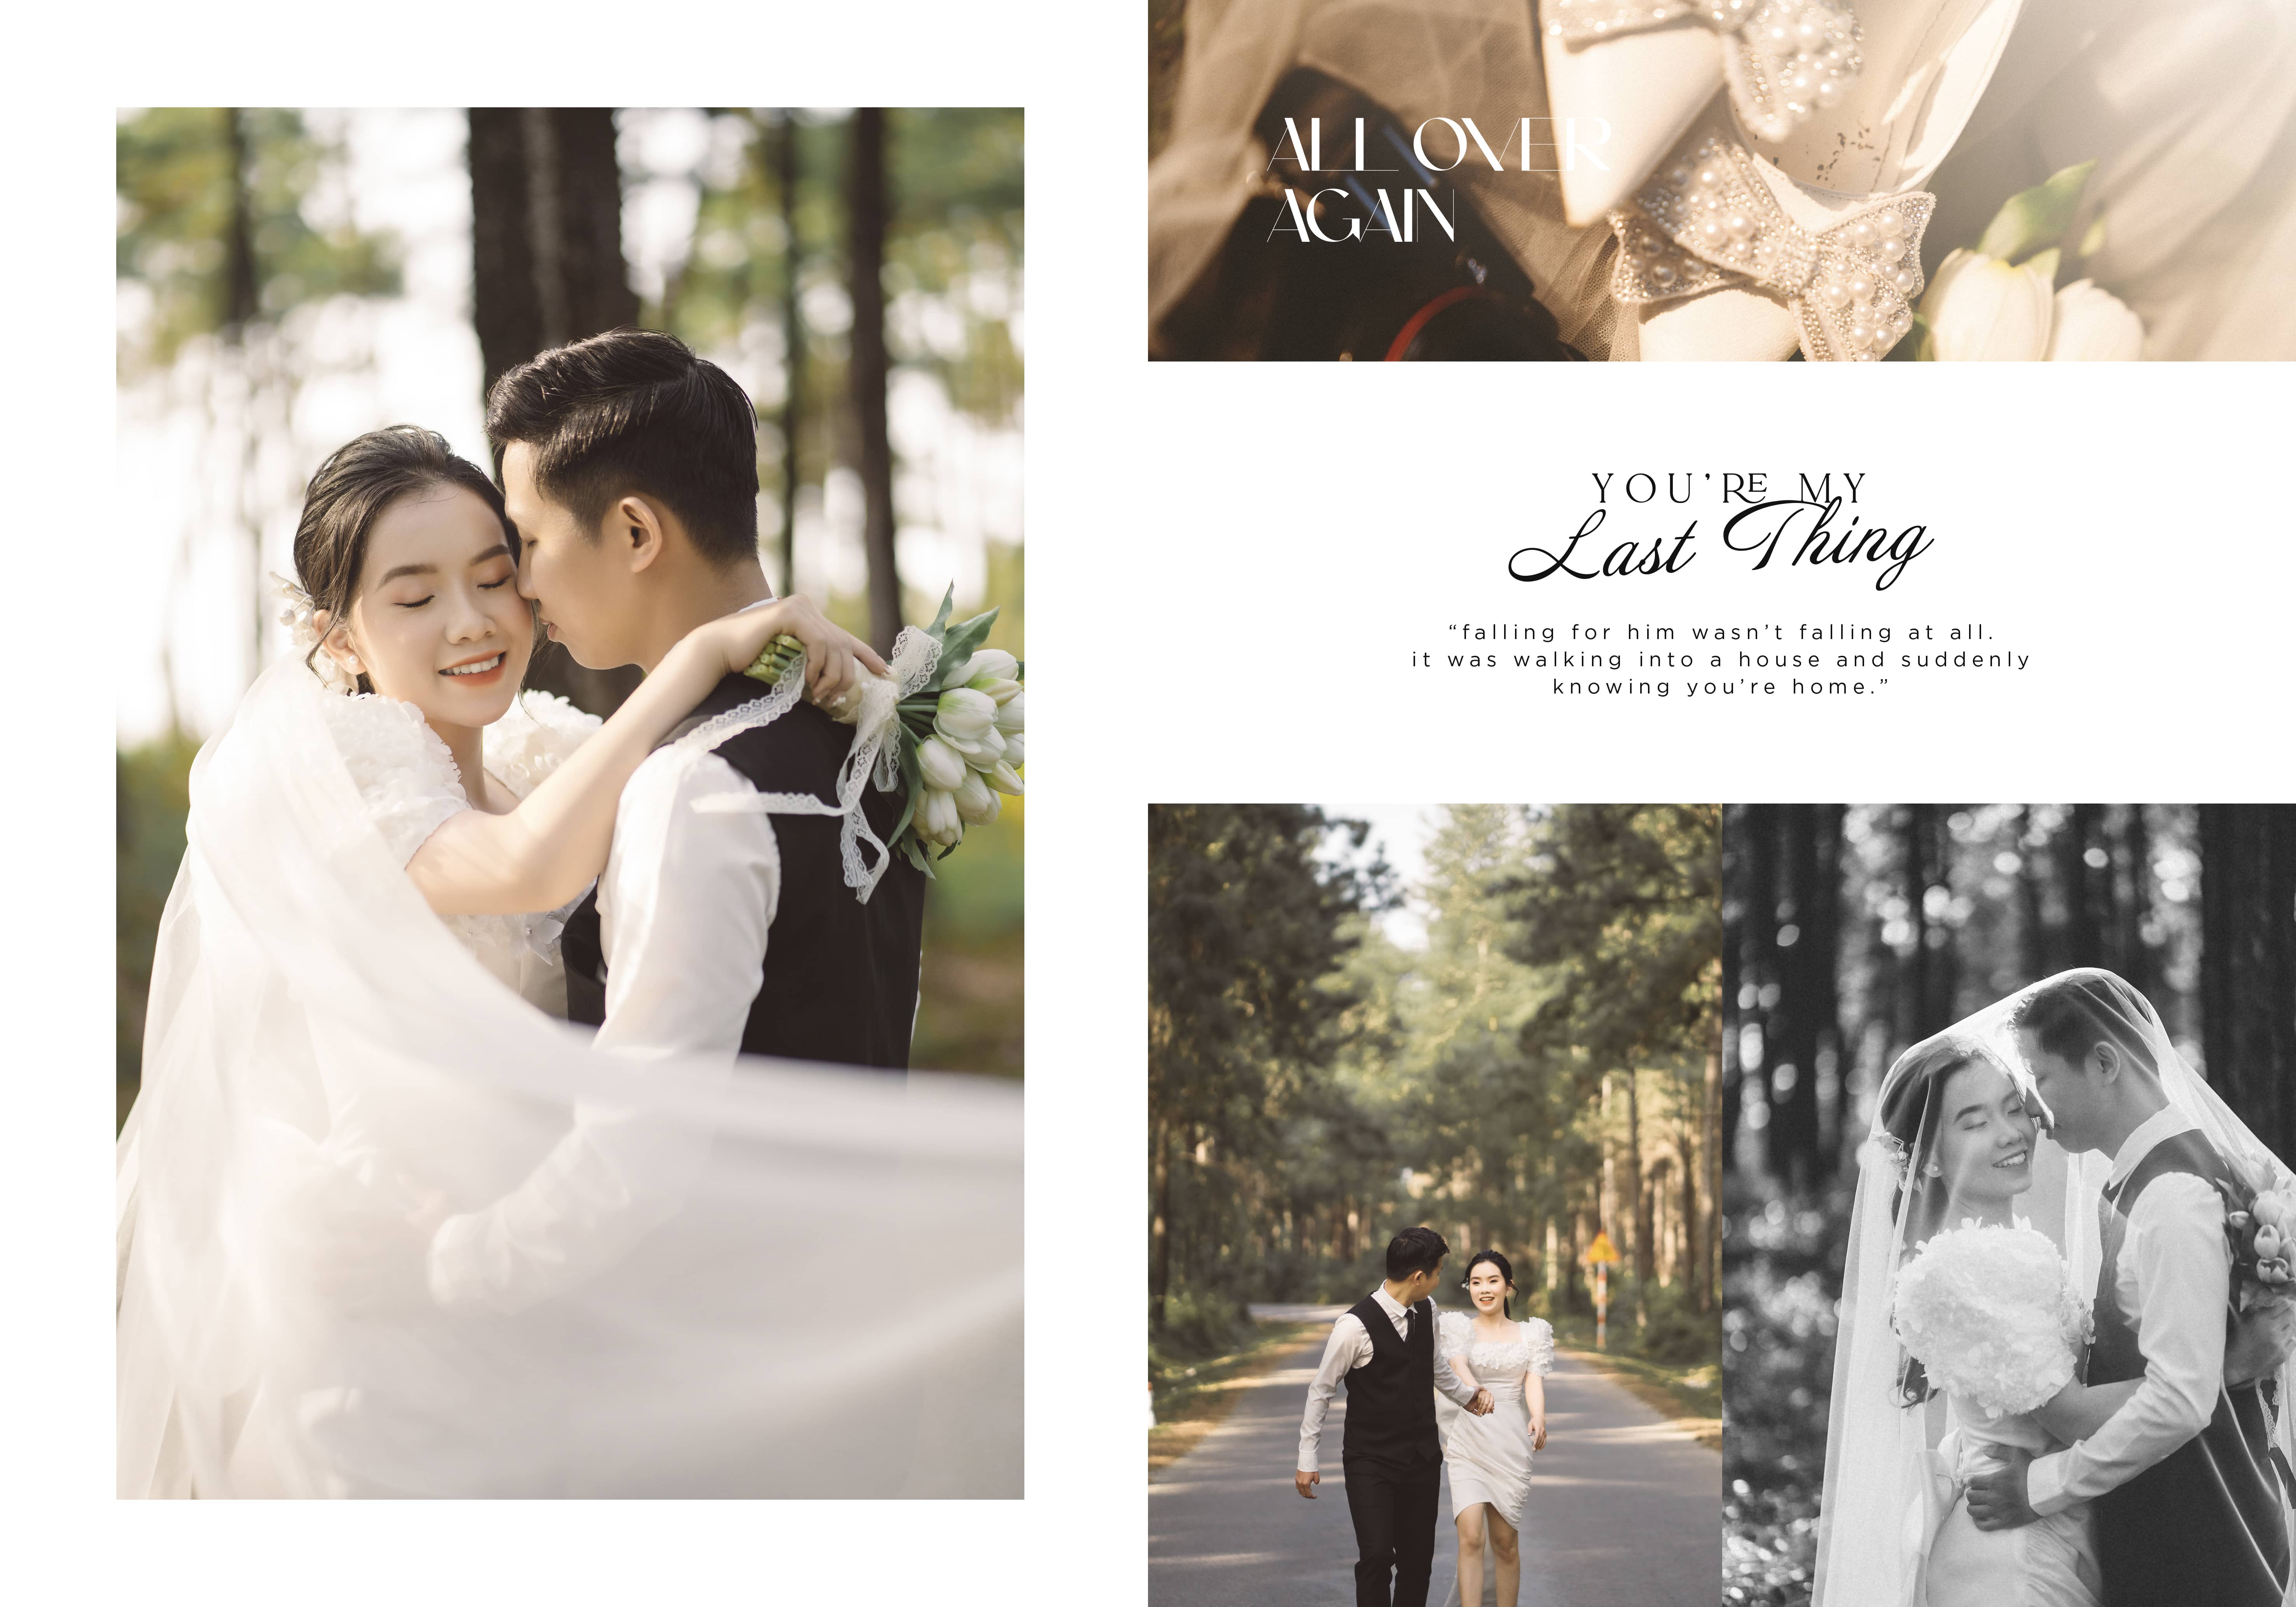 ALL OVER
AGAIN
YOU’RE MY
Last Thing
“falling for him wasn’t falling at all.
it was walking into a house and suddenly
knowing you’re home.”